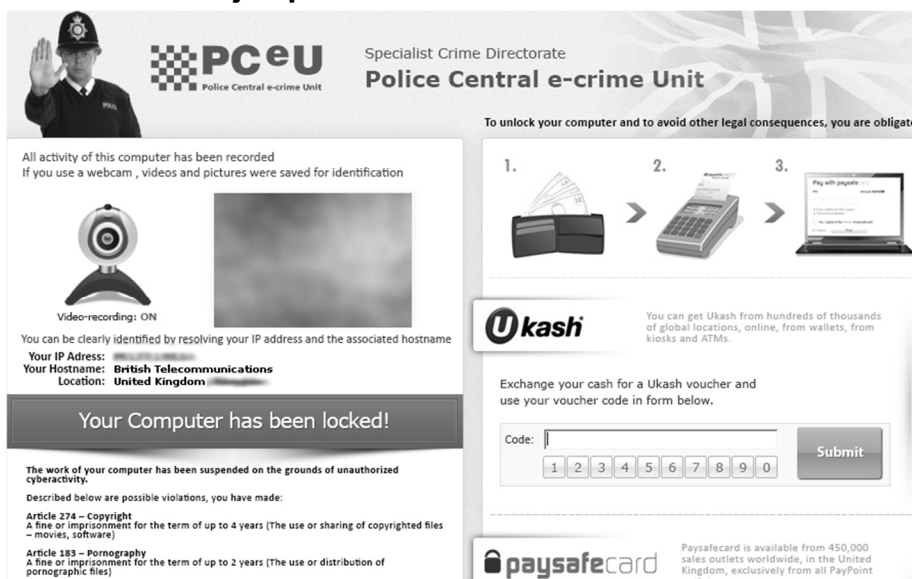 PCeU
Police Central e-crime Unit
Specialist Crime Directorate
Police Central e-crime Unit
To unlock your computer and to avoid other legal consequences, you are obligate
All activity of this computer has been recorded
If you use a webcam , videos and pictures were saved for identification
Video-recording: ON
You can be clearly identified by resolving your IP address and the associated hostname
Your IP Adress:
Your Hostname: British Telecommunications
Location: United Kingdom
Your Computer has been locked!
The work of your computer has been suspended on the grounds of unauthorized
cyberactivity.
Described below are possible violations, you have made:
Article 274 – Copyright
A fine or imprisonment for the term of up to 4 years (The use or sharing of copyrighted files
– movies, software)
Article 183 – Pornography
A fine or imprisonment for the term of up to 2 years (The use or distribution of
pornographic files)
1.
2.
3.
Pay with paysafe card
Ukash
You can get Ukash from hundreds of thousands
of global locations, online, from wallets, from
kiosks and ATMs.
Exchange your cash for a Ukash voucher and
use your voucher code in form below.
Code:
1 2 3 4 5 6 7 8 9 0
Submit
paysafecard
Paysafecard is available from 450,000
sales outlets worldwide, in the United
Kingdom, exclusively from all PayPoint